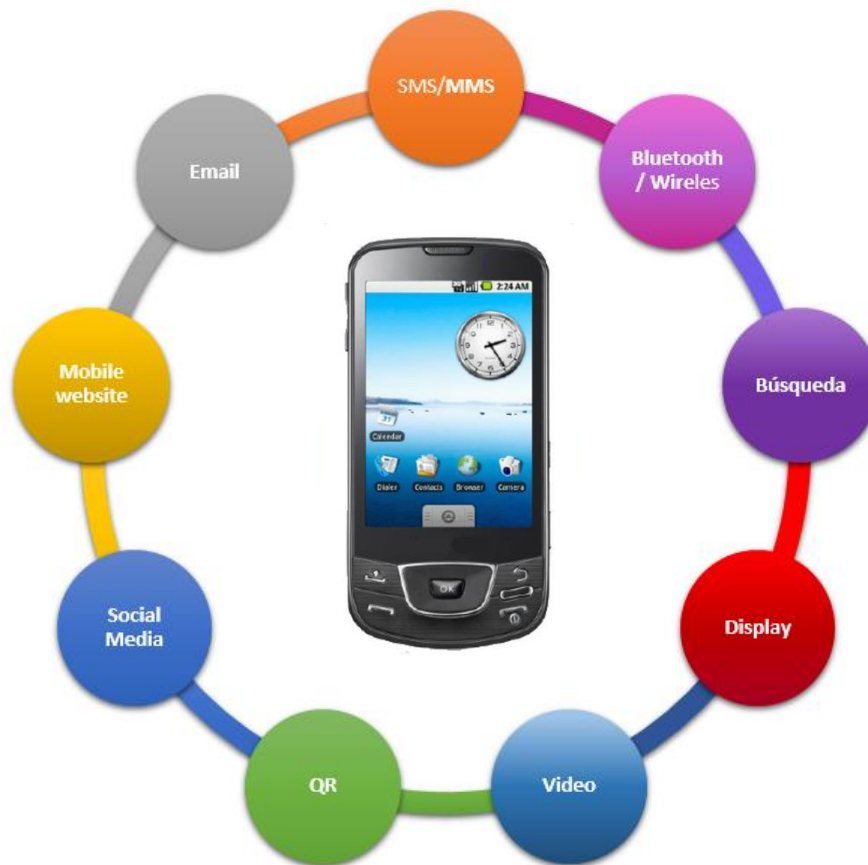 SMS/MMS
Bluetooth
/ Wireles
Búsqueda
Display
Video
QR
Social
Media
Mobile
website
Email
2:24 AM
31
Calendar
Dialer
Contacts
Browser
Camera
OK